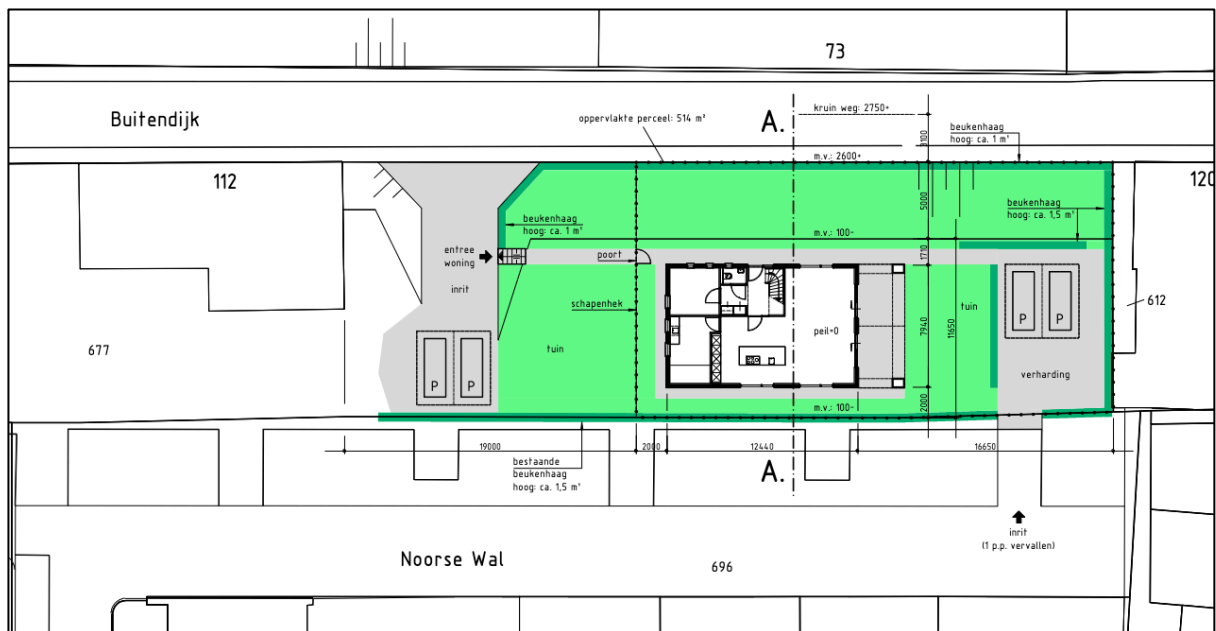 73
Buitendijk
oppervlakte perceel: 514 m²
A.
kruin weg: 2750+
3100
beukenhaag
hoog: ca. 1 m¹
m.v.: 2600+
112
120
beukenhaag
hoog: ca. 1 m¹
5000
beukenhaag
hoog: ca. 1,5 m¹
m.v.: 100-
entree
woning
inrit
poort
1710
schapenhek
tuin
peil=0
7940
11650
tuin
P P
612
677
tuin
P P
verharding
m.v.: 100-
2000
19000
2000
12440
16650
bestaande
beukenhaag
hoog: ca. 1,5 m¹
A.
inrit
(1 p.p. vervallen)
Noorse Wal
696